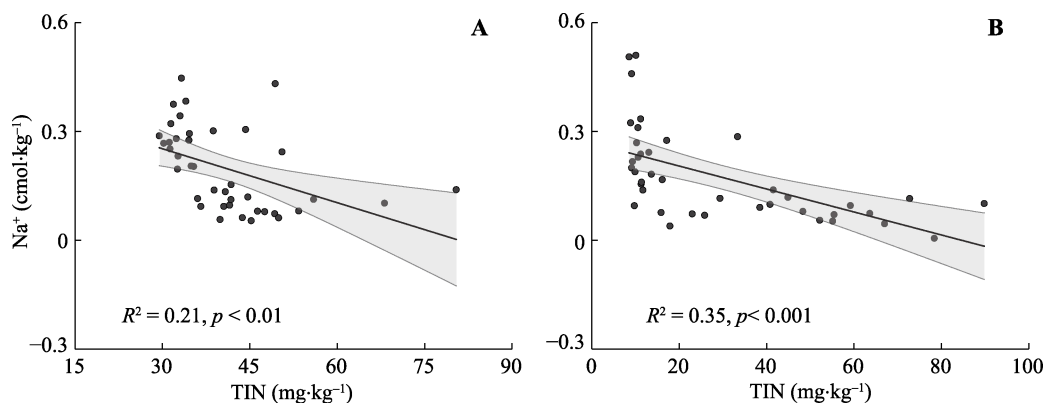 A
Na⁺ (cmol·kg⁻¹)
0.6
0.3
0
−0.3
R² = 0.21, p < 0.01
15 30 45 60 75 90
TIN (mg·kg⁻¹)
B
0.6
0.3
0
−0.3
R² = 0.35, p< 0.001
0 20 40 60 80 100
TIN (mg·kg⁻¹)